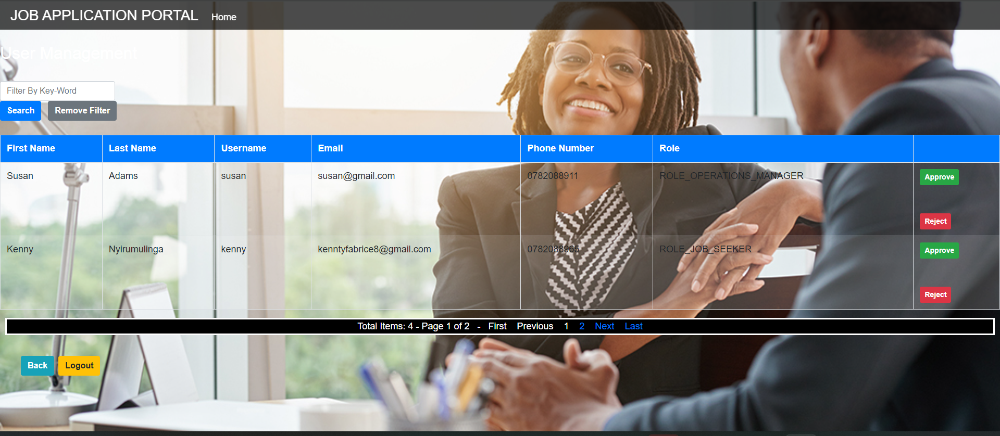 JOB APPLICATION PORTAL Home
User Management
Filter By Key-Word
Search Remove Filter
First Name Last Name Username Email Phone Number Role
Susan Adams susan susan@gmail.com 0782088911 ROLE_OPERATIONS_MANAGER Approve
Reject
Kenny Nyirumulinga kenny kenntyfabrice8@gmail.com 0782088965 ROLE_JOB_SEEKER Approve
Reject
Total Items: 4 - Page 1 of 2 - First Previous 1 2 Next Last
Back Logout